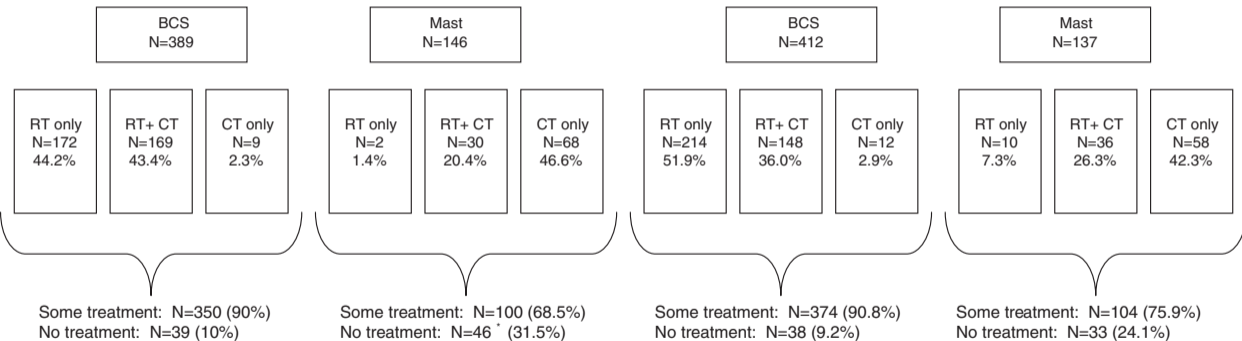 BCS
N=389
Mast
N=146
BCS
N=412
Mast
N=137
RT only
N=172
44.2%
RT+ CT
N=169
43.4%
CT only
N=9
2.3%
RT only
N=2
1.4%
RT+ CT
N=30
20.4%
CT only
N=68
46.6%
RT only
N=214
51.9%
RT+ CT
N=148
36.0%
CT only
N=12
2.9%
RT only
N=10
7.3%
RT+ CT
N=36
26.3%
CT only
N=58
42.3%
Some treatment: N=350 (90%)
No treatment: N=39 (10%)
Some treatment: N=100 (68.5%)
No treatment: N=46 * (31.5%)
Some treatment: N=374 (90.8%)
No treatment: N=38 (9.2%)
Some treatment: N=104 (75.9%)
No treatment: N=33 (24.1%)